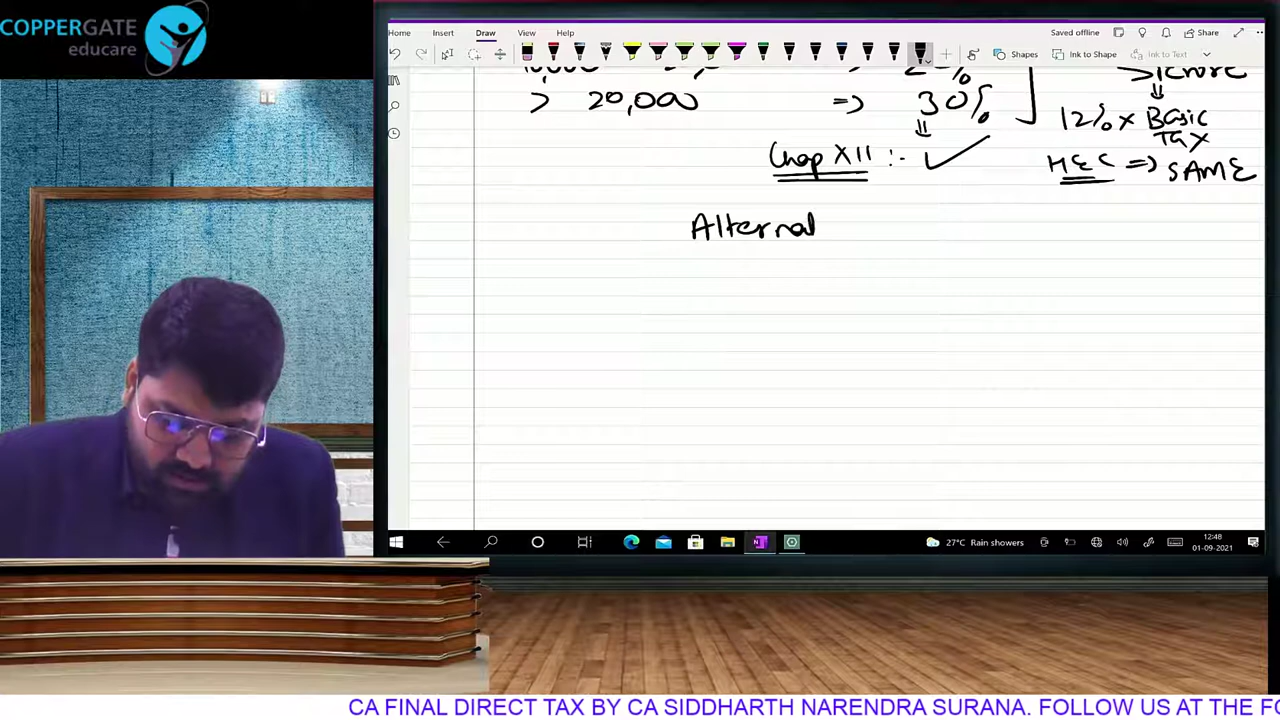 COPPERGATE
educare
Home Insert Draw View Help
Saved offline
Share
Shapes
Ink to Shape
Ink to Text
> 20,000 => 30%
12% x Basic
Tax
Chap XII :-
HEC => SAME
Alternat
27°C Rain showers
12:48
01-09-2021
CA FINAL DIRECT TAX BY CA SIDDHARTH NARENDRA SURANA. FOLLOW US AT THE FO